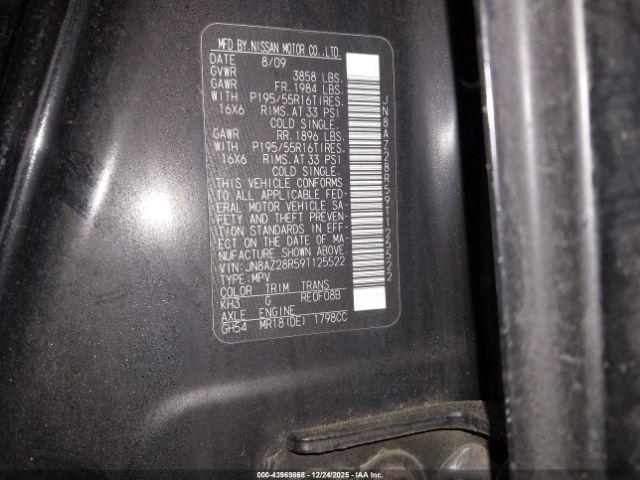 MFD BY NISSAN MOTOR CO.,LTD.
DATE 8/09
GVWR 3858 LBS.
GAWR FR. 1984 LBS.
WITH P195/55R16TIRES.
16X6 RIMS. AT 33 PSI
COLD SINGLE.
GAWR RR. 1896 LBS.
WITH P195/55R16TIRES.
16X6 RIMS. AT 33 PSI
COLD SINGLE.
THIS VEHICLE CONFORMS
TO ALL APPLICABLE FED-
ERAL MOTOR VEHICLE SA-
FETY AND THEFT PREVEN-
TION STANDARDS IN EFF-
ECT ON THE DATE OF MA-
NUFACTURE SHOWN ABOVE
VIN: JN8AZ28R59T125522
TYPE: MPV
COLOR TRIM TRANS
KH3 G RE0F08B
AXLE ENGINE
GH54 MR18(DE) 1798CC
JN8AZ28R59T125522
000-43969868 - 12/24/2025 - Copyright © IAA, LLC